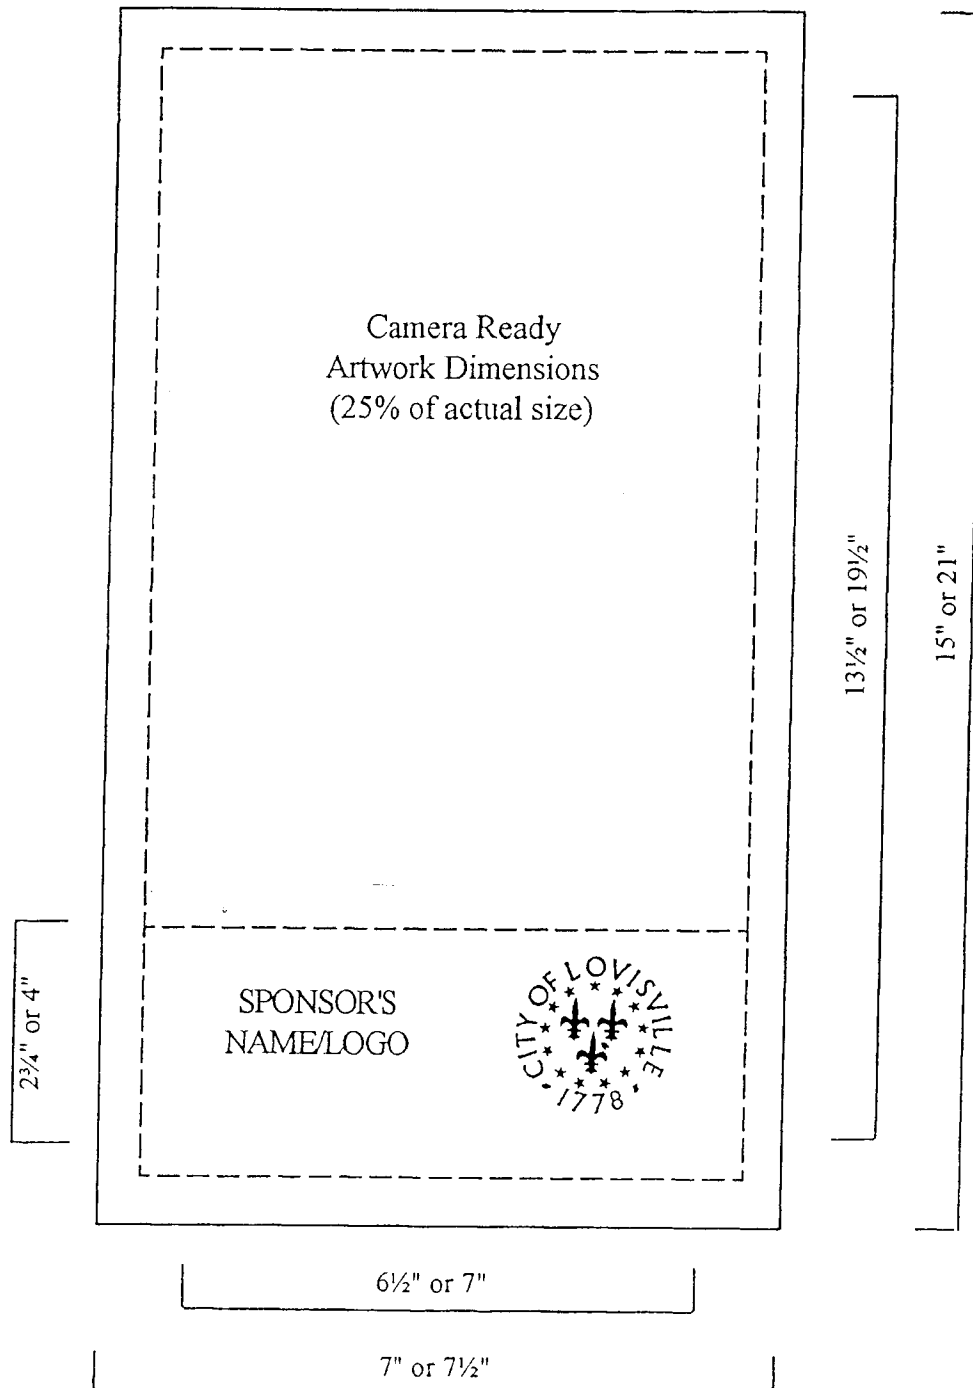 Camera Ready
Artwork Dimensions
(25% of actual size)
13½" or 19½"
15" or 21"
2¾" or 4"
SPONSOR'S
NAME/LOGO
CITY OF LOVISVILLE
1778
6½" or 7"
7" or 7½"